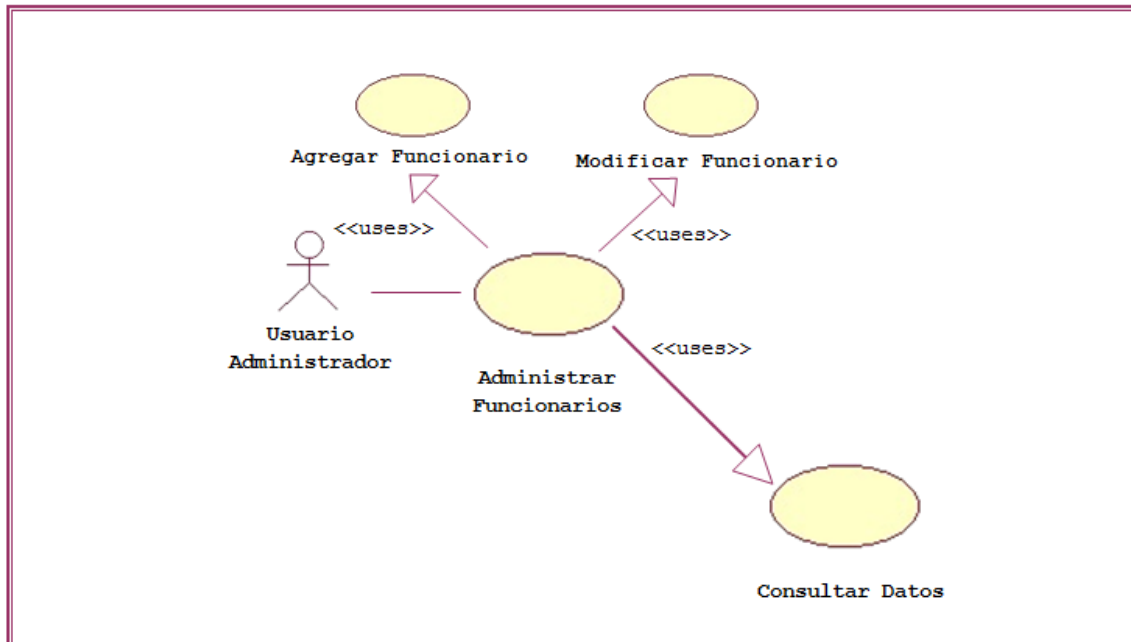 Agregar Funcionario
Modificar Funcionario
<<uses>>
<<uses>>
Usuario
Administrador
<<uses>>
Administrar
Funcionarios
Consultar Datos